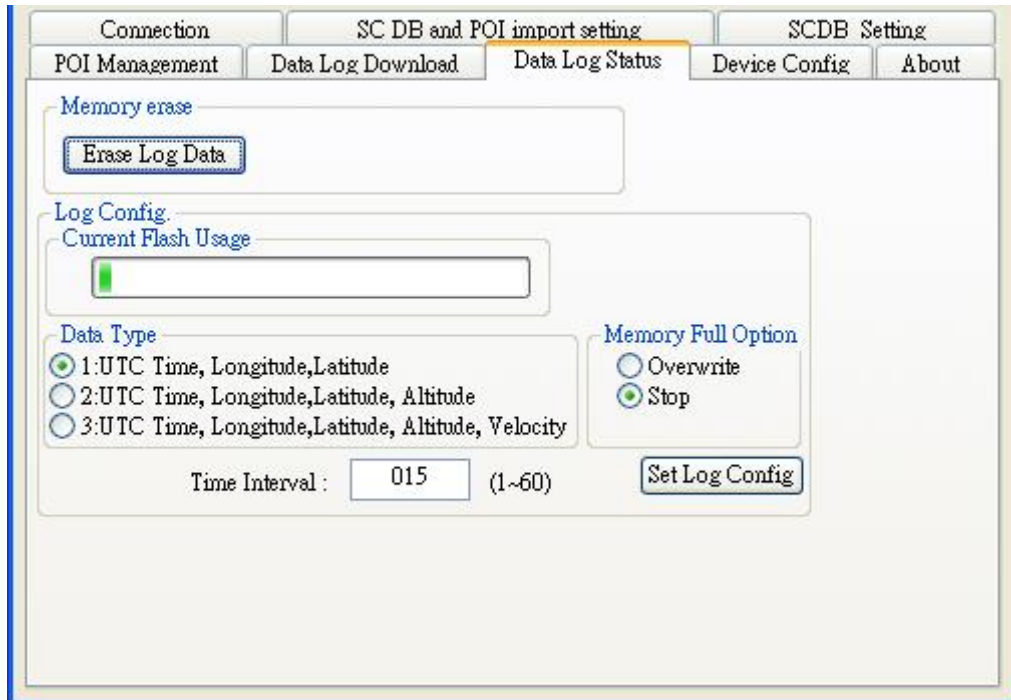 Connection SC DB and POI import setting SCDB Setting
POI Management Data Log Download Data Log Status Device Config About
Memory erase
Erase Log Data
Log Config.
Current Flash Usage
Data Type
1:UTC Time, Longitude,Latitude
2:UTC Time, Longitude,Latitude, Altitude
3:UTC Time, Longitude,Latitude, Altitude, Velocity
Memory Full Option
Overwrite
Stop
Time Interval : 015 (1~60)
Set Log Config